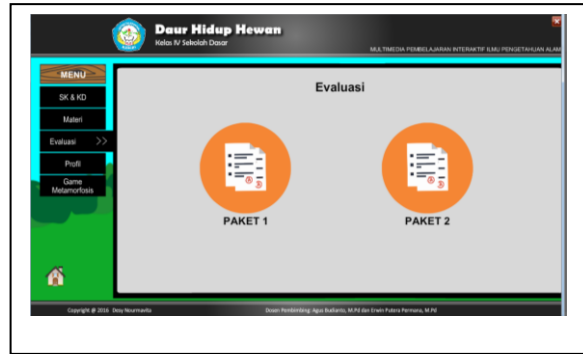 Daur Hidup Hewan
Kelas IV Sekolah Dasar
MULTIMEDIA PEMBELAJARAN INTERAKTIF ILMU PENGETAHUAN ALAM
MENU
SK & KD
Materi
Evaluasi >>
Profil
Game
Metamorfosis
Evaluasi
PAKET 1
PAKET 2
Copyright @ 2016 Desy Nourmavita
Dosen Pembimbing: Agus Budianto, M.Pd dan Erwin Putera Permana, M.Pd